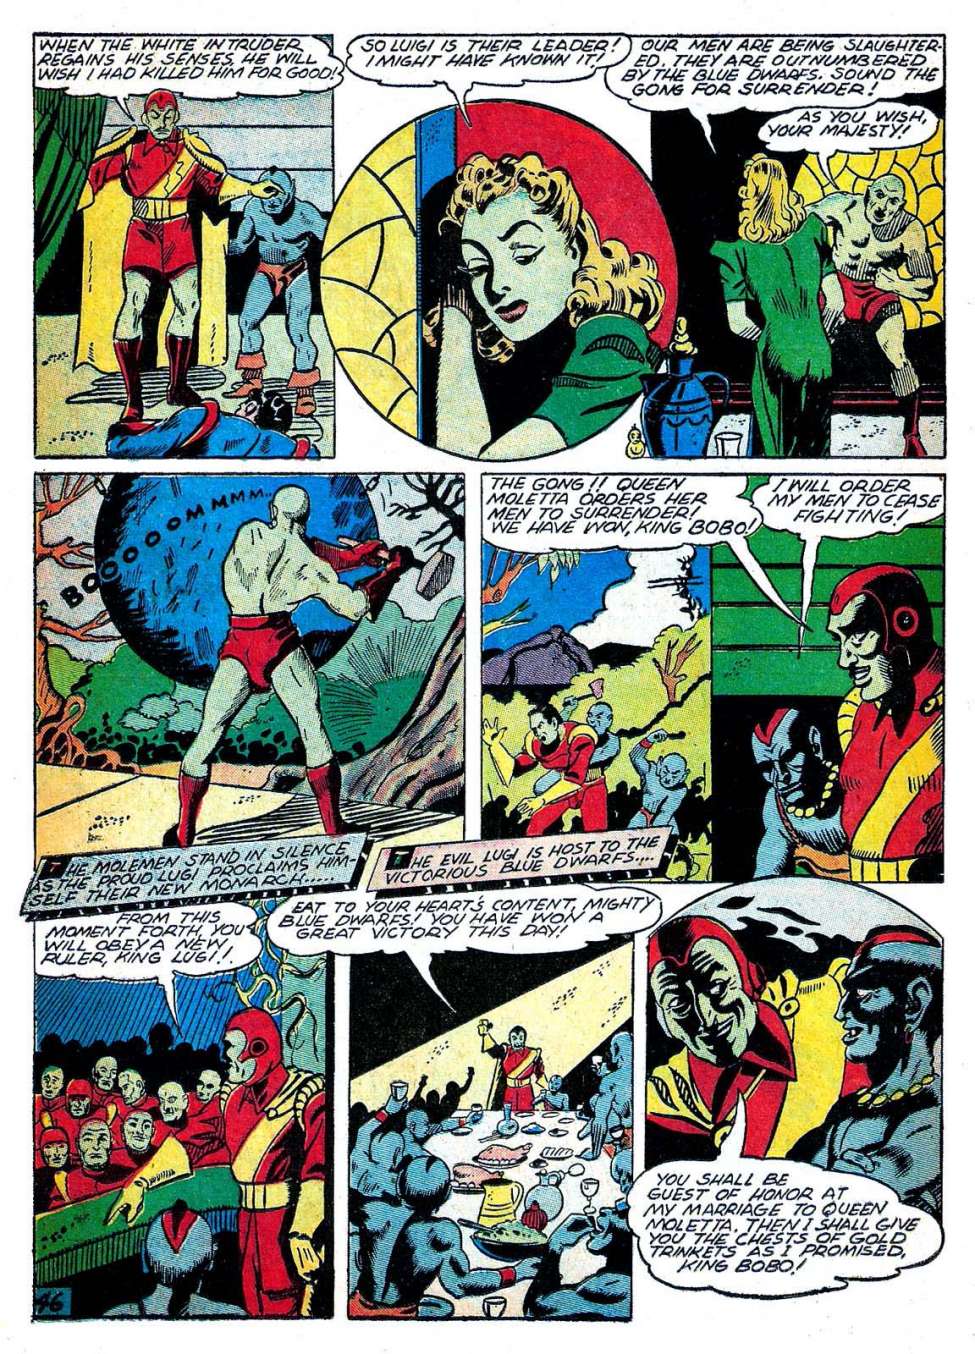 WHEN THE WHITE INTRUDER
REGAINS HIS SENSES, HE WILL
WISH I HAD KILLED HIM FOR GOOD!
SO LUIGI IS THEIR LEADER!
I MIGHT HAVE KNOWN IT!
OUR MEN ARE BEING SLAUGHTER-
ED. THEY ARE OUTNUMBERED
BY THE BLUE DWARFS. SOUND THE
GONG FOR SURRENDER!
AS YOU WISH,
YOUR MAJESTY!
BOOOOOMMMM...
THE GONG!! QUEEN
MOLETTA ORDERS HER
MEN TO SURRENDER!
WE HAVE WON, KING BOBO!
I WILL ORDER
MY MEN TO CEASE
FIGHTING!
THE MOLEMEN STAND IN SILENCE
AS THE PROUD LUGI PROCLAIMS HIM-
SELF THEIR NEW MONARCH.....
FROM THIS
MOMENT FORTH, YOU
WILL OBEY A NEW
RULER, KING LUGI!.
THE EVIL LUGI IS HOST TO THE
VICTORIOUS BLUE DWARFS....
EAT TO YOUR HEART'S CONTENT, MIGHTY
BLUE DWARFS! YOU HAVE WON A
GREAT VICTORY THIS DAY!
YOU SHALL BE
GUEST OF HONOR AT
MY MARRIAGE TO QUEEN
MOLETTA. THEN I SHALL GIVE
YOU THE CHESTS OF GOLD
TRINKETS AS I PROMISED,
KING BOBO!
46